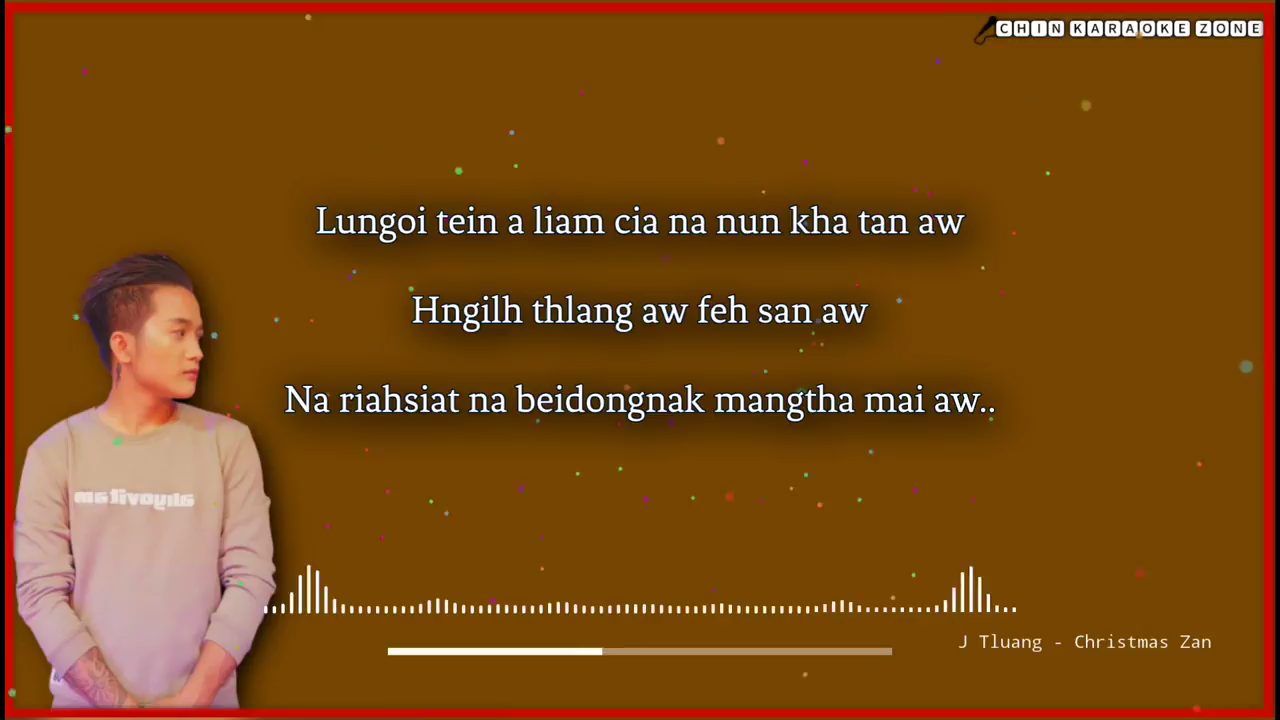 CHIN KARAOKE ZONE
Lungoi tein a liam cia na nun kha tan aw
Hngilh thlang aw feh san aw
Na riahsiat na beidongnak mangtha mai aw..
J Tluang - Christmas Zan